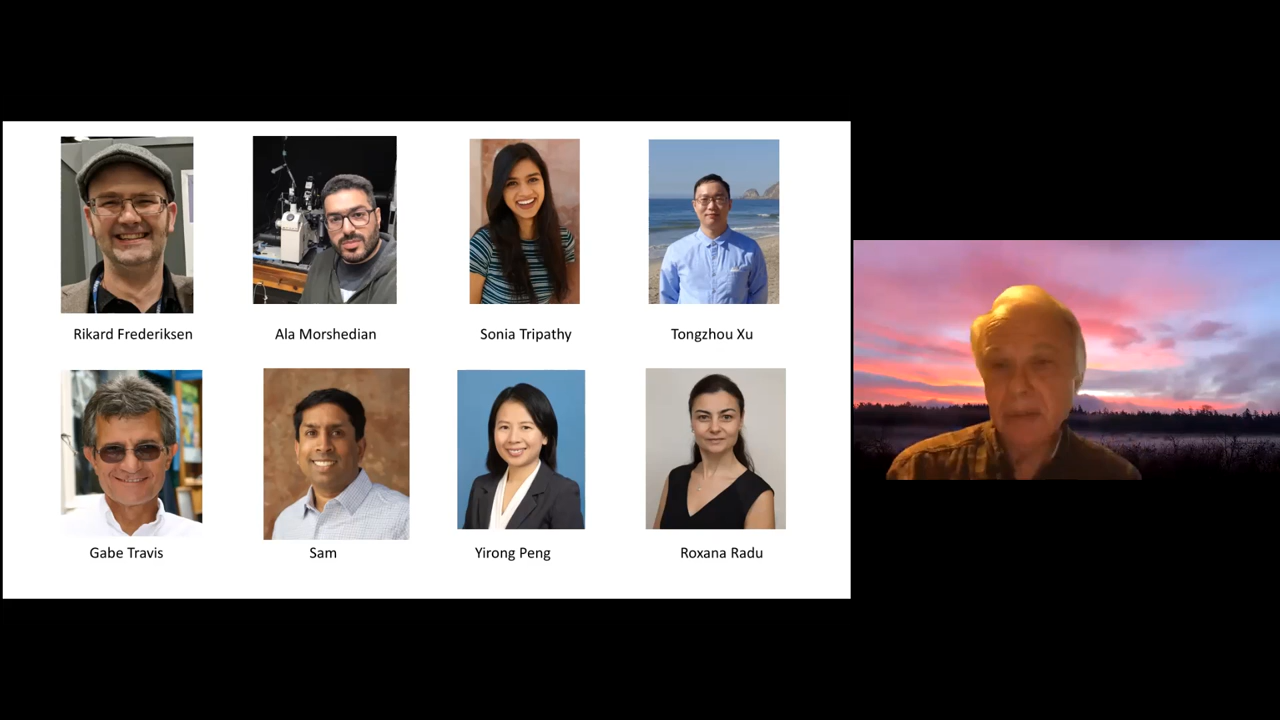 Rikard Frederiksen
Ala Morshedian
Sonia Tripathy
Tongzhou Xu
Gabe Travis
Sam
Yirong Peng
Roxana Radu